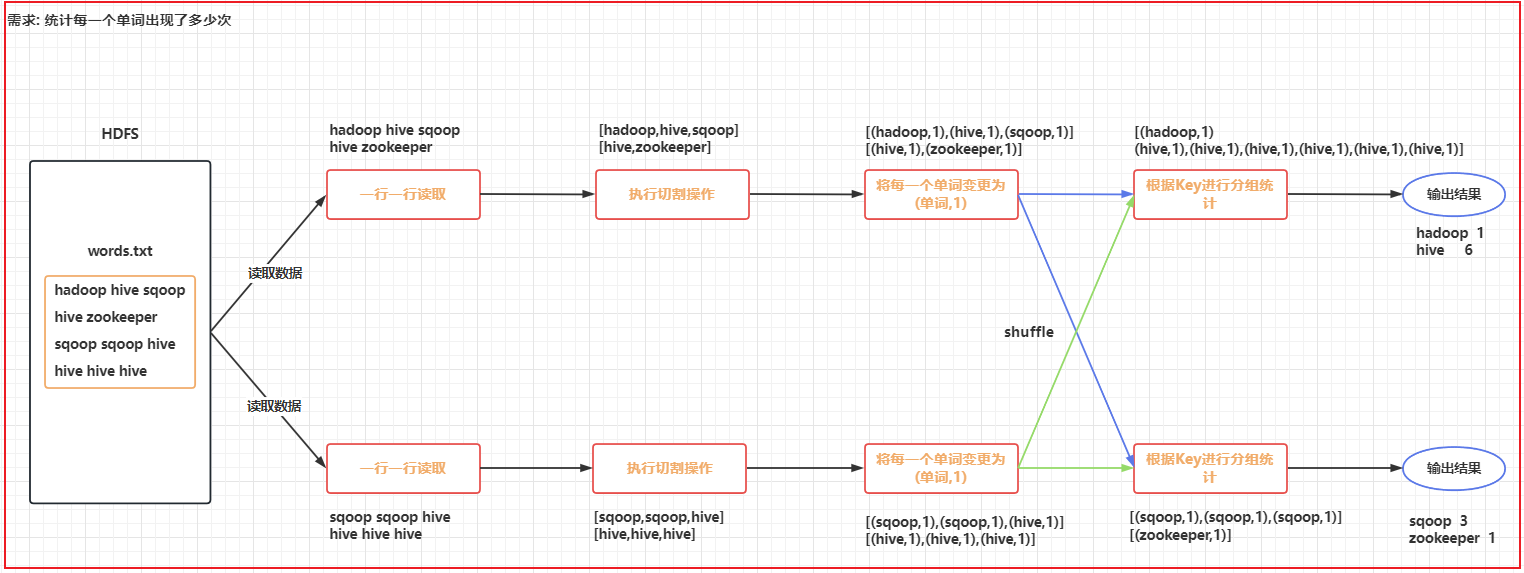 需求: 统计每一个单词出现了多少次
HDFS
words.txt
hadoop hive sqoop
hive zookeeper
sqoop sqoop hive
hive hive hive
读取数据
读取数据
hadoop hive sqoop
hive zookeeper
一行一行读取
[hadoop,hive,sqoop]
[hive,zookeeper]
执行切割操作
[(hadoop,1),(hive,1),(sqoop,1)]
[(hive,1),(zookeeper,1)]
将每一个单词变更为
(单词,1)
[(hadoop,1)
(hive,1),(hive,1),(hive,1),(hive,1),(hive,1),(hive,1)]
根据Key进行分组统
计
输出结果
hadoop 1
hive 6
shuffle
一行一行读取
sqoop sqoop hive
hive hive hive
执行切割操作
[sqoop,sqoop,hive]
[hive,hive,hive]
将每一个单词变更为
(单词,1)
[(sqoop,1),(sqoop,1),(hive,1)]
[(hive,1),(hive,1),(hive,1)]
根据Key进行分组统
计
[(sqoop,1),(sqoop,1),(sqoop,1)]
[(zookeeper,1)]
输出结果
sqoop 3
zookeeper 1